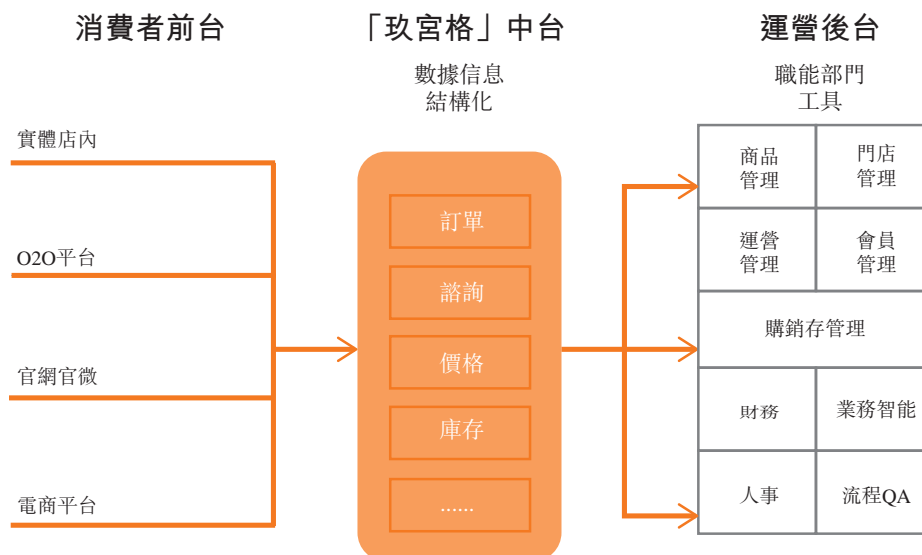 消費者前台
「玖宮格」中台
運營後台
數據信息
結構化
職能部門
工具
實體店內
O2O平台
官網官微
電商平台
訂單
諮詢
價格
庫存
......
商品
管理
門店
管理
運營
管理
會員
管理
購銷存管理
財務
業務智能
人事
流程QA